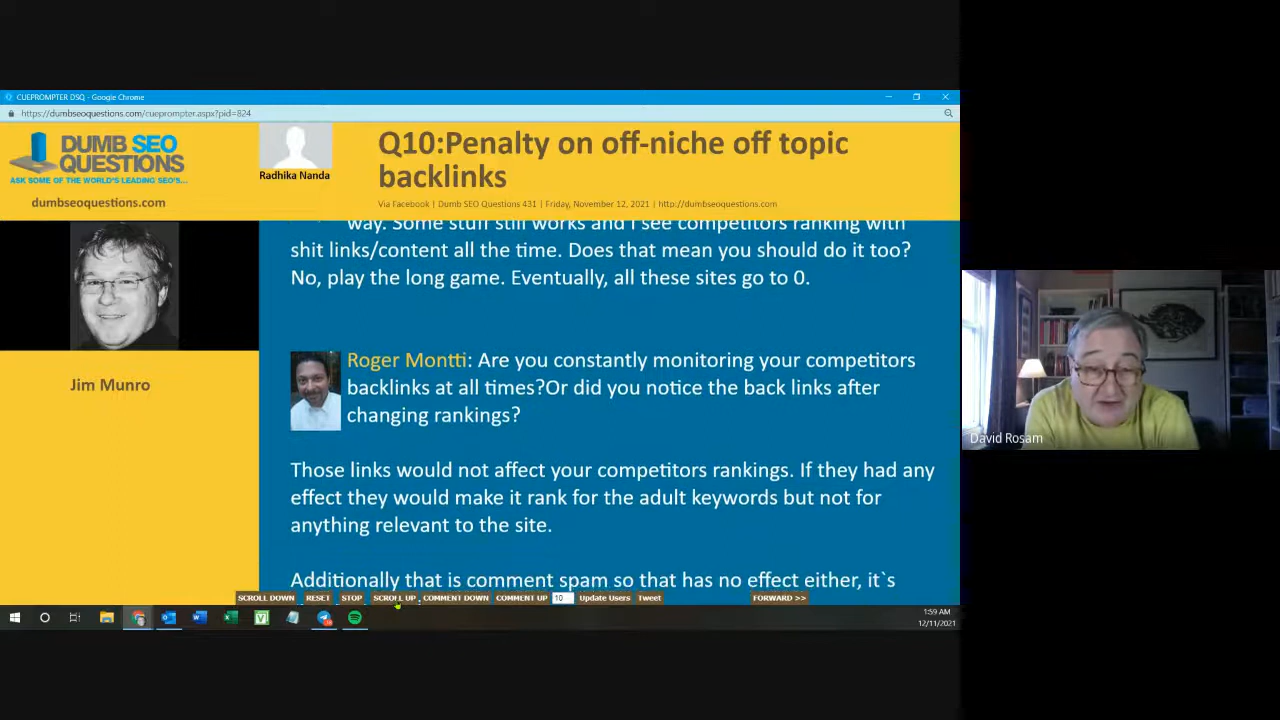 CUEPROMPTER DSQ - Google Chrome
https://dumbseoquestions.com/cueprompter.aspx?pid=824
DUMB SEO
QUESTIONS
ASK SOME OF THE WORLD'S LEADING SEO'S...
dumbseoquestions.com
Radhika Nanda
Q10:Penalty on off-niche off topic
backlinks
Via Facebook | Dumb SEO Questions 431 | Friday, November 12, 2021 | http://dumbseoquestions.com
Jim Munro
way. Some stuff still works and I see competitors ranking with
shit links/content all the time. Does that mean you should do it too?
No, play the long game. Eventually, all these sites go to 0.
Roger Montti: Are you constantly monitoring your competitors
backlinks at all times?Or did you notice the back links after
changing rankings?
Those links would not affect your competitors rankings. If they had any
effect they would make it rank for the adult keywords but not for
anything relevant to the site.
Additionally that is comment spam so that has no effect either, it`s
SCROLL DOWN RESET STOP SCROLL UP COMMENT DOWN COMMENT UP 10 Update Users Tweet FORWARD >>
1:59 AM
12/11/2021
David Rosam